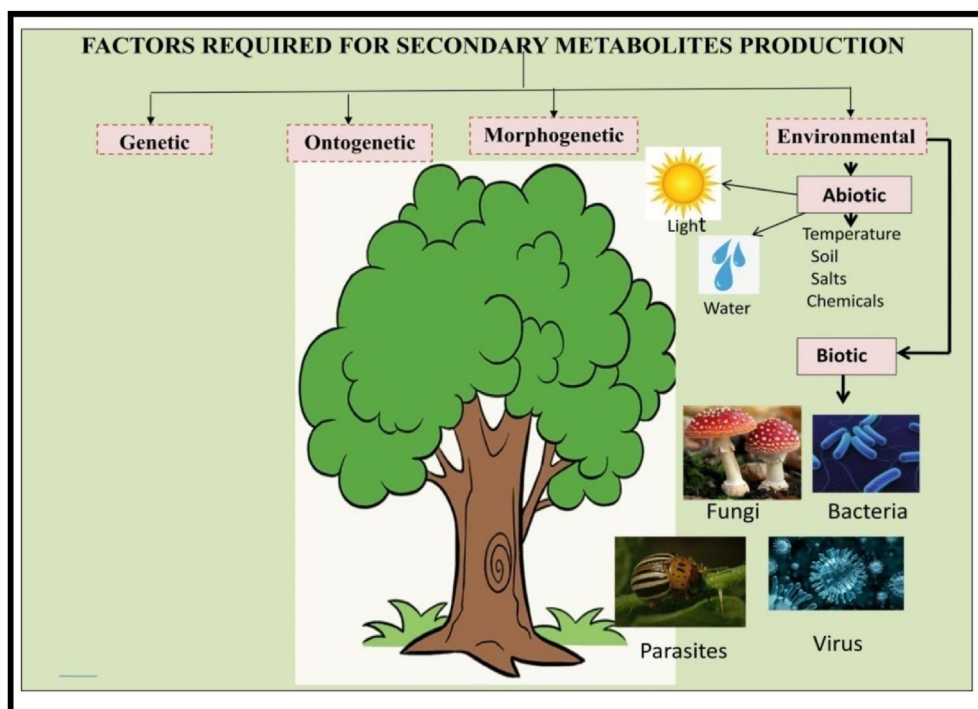 FACTORS REQUIRED FOR SECONDARY METABOLITES PRODUCTION
Genetic
Ontogenetic
Morphogenetic
Environmental
Abiotic
Light
Water
Temperature
Soil
Salts
Chemicals
Biotic
Fungi
Bacteria
Parasites
Virus